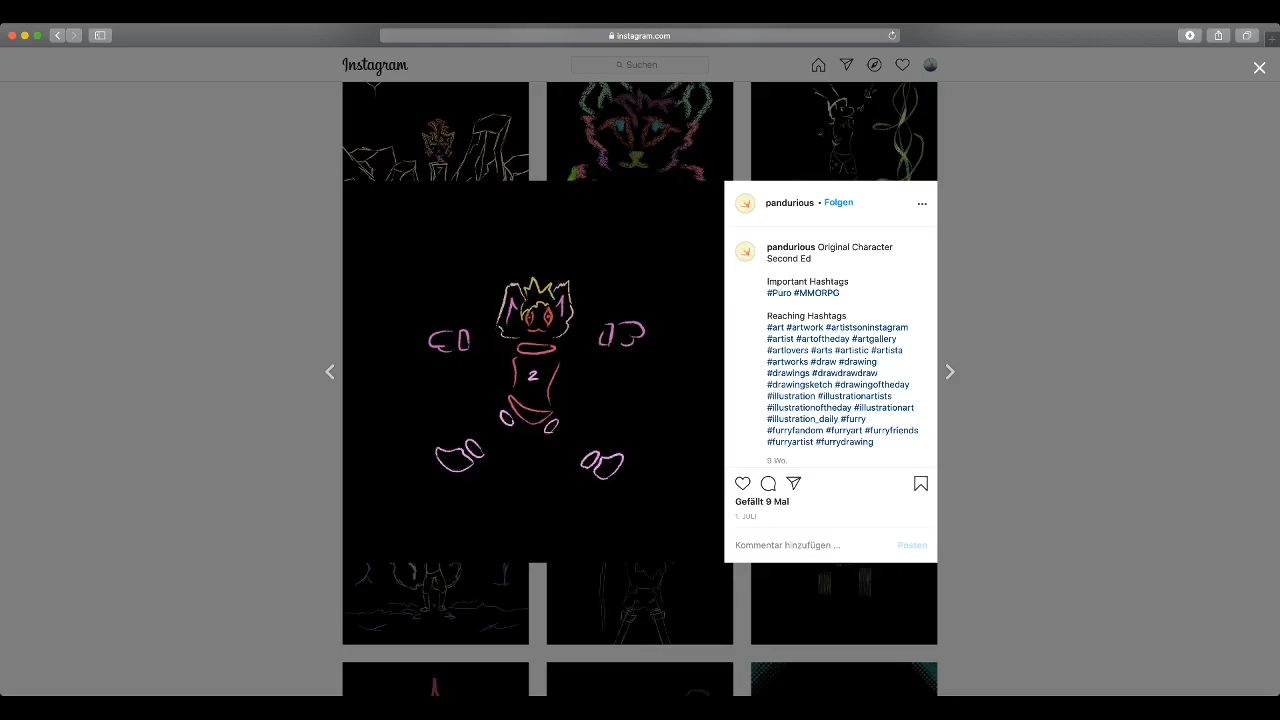 instagram.com
Instagram
Suchen
pandurious • Folgen
pandurious Original Character
Second Ed
Important Hashtags
#Puro #MMORPG
Reaching Hashtags
#art #artwork #artistsoninstagram
#artist #artoftheday #artgallery
#artlovers #arts #artistic #artista
#artworks #draw #drawing
#drawings #drawdrawdraw
#drawingsketch #drawingoftheday
#illustration #illustrationartists
#illustrationoftheday #illustrationart
#illustration_daily #furry
#furryfandom #furryart #furryfriends
#furryartist #furrydrawing
9 Wo.
Gefällt 9 Mal
1. JULI
Kommentar hinzufügen ...
Posten
2